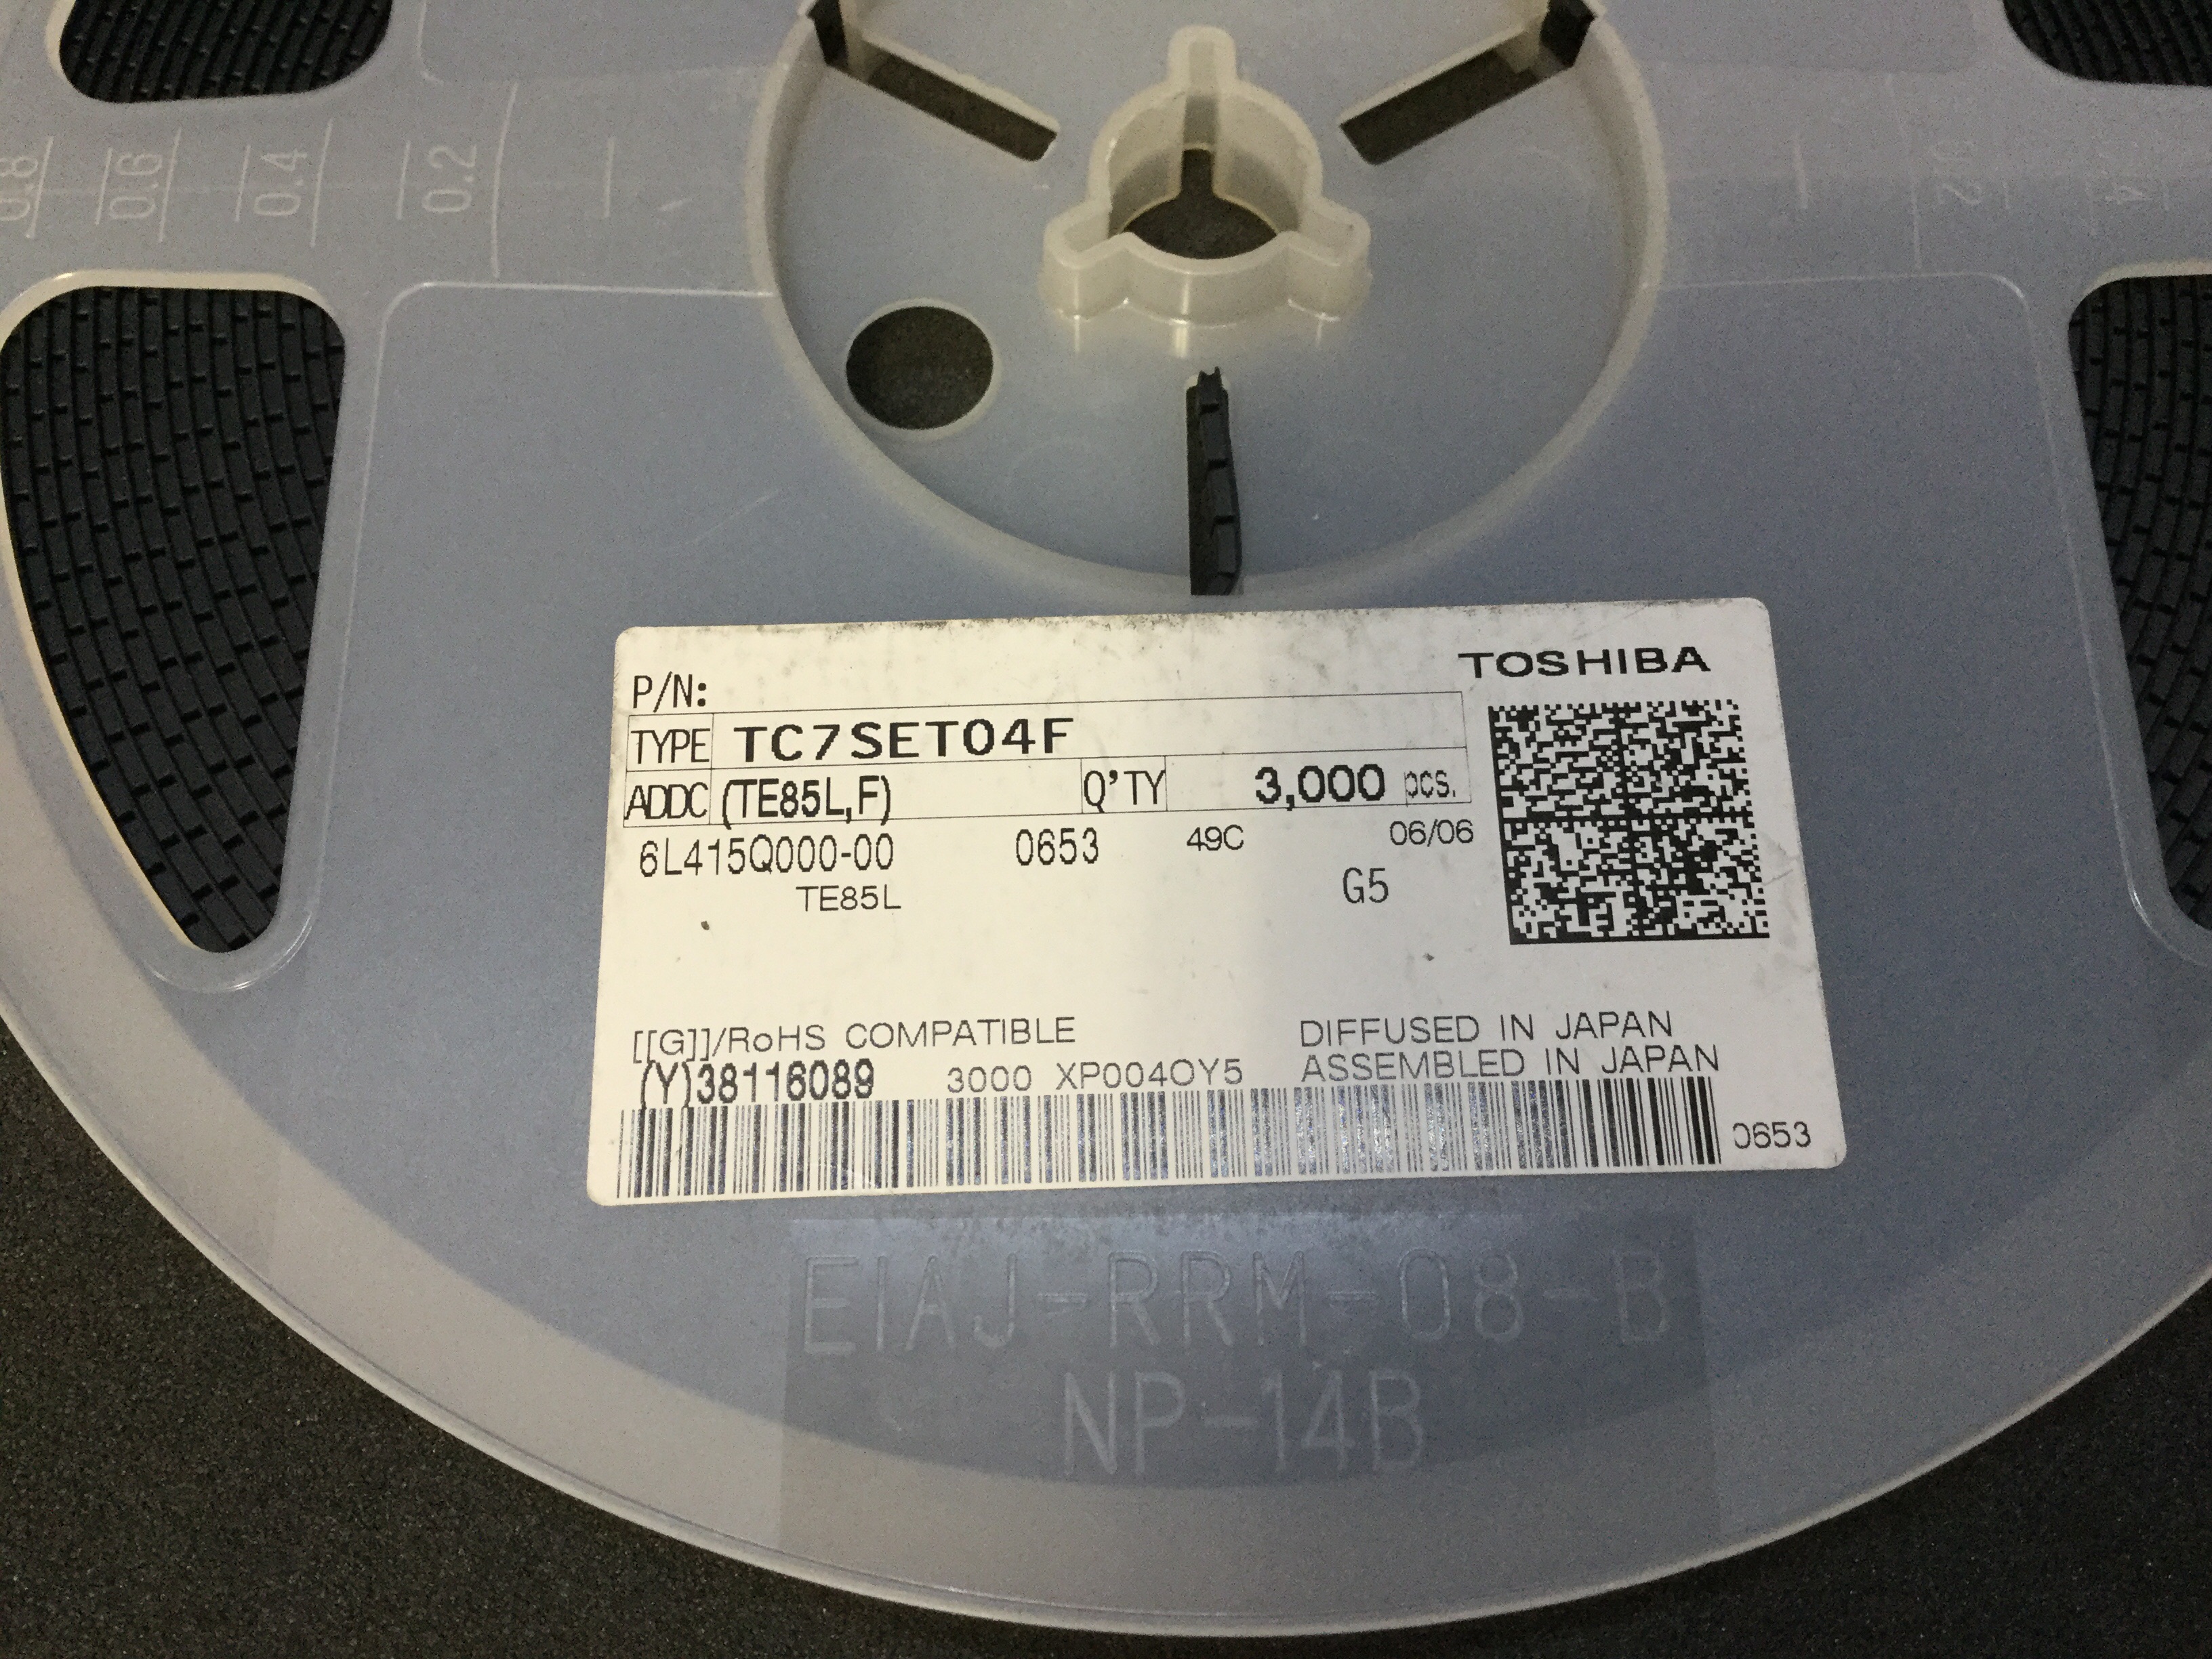 0.8 0.6 0.4 0.2
0.2
TOSHIBA
P/N:
TYPE TC7SET04F
ADDC (TE85L,F) Q'TY 3,000 pcs.
6L415Q000-00 0653 49C 06/06
TE85L G5
[[G]]/RoHS COMPATIBLE DIFFUSED IN JAPAN
(Y)38116089 3000 XP004OY5 ASSEMBLED IN JAPAN
0653
EIAJ-RRM-08-B
NP-14B